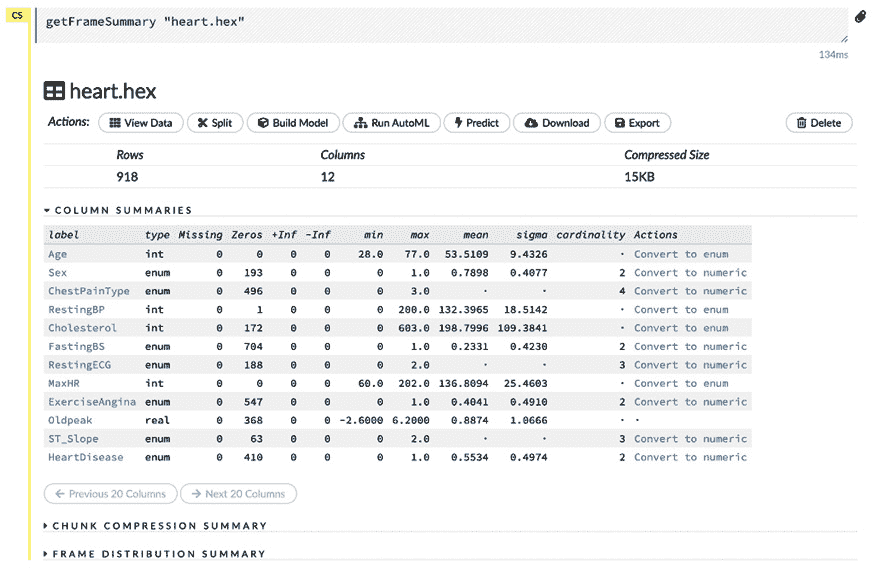 CS
getFrameSummary "heart.hex"
134ms
heart.hex
Actions: View Data Split Build Model Run AutoML Predict Download Export Delete
Rows Columns Compressed Size
918 12 15KB
COLUMN SUMMARIES
label type Missing Zeros +Inf -Inf min max mean sigma cardinality Actions
Age int 0 0 0 0 28.0 77.0 53.5109 9.4326 · Convert to enum
Sex enum 0 193 0 0 0 1.0 0.7898 0.4077 2 Convert to numeric
ChestPainType enum 0 496 0 0 0 3.0 · · 4 Convert to numeric
RestingBP int 0 1 0 0 0 200.0 132.3965 18.5142 · Convert to enum
Cholesterol int 0 172 0 0 0 603.0 198.7996 109.3841 · Convert to enum
FastingBS enum 0 704 0 0 0 1.0 0.2331 0.4230 2 Convert to numeric
RestingECG enum 0 188 0 0 0 2.0 · · 3 Convert to numeric
MaxHR int 0 0 0 0 60.0 202.0 136.8094 25.4603 · Convert to enum
ExerciseAngina enum 0 547 0 0 0 1.0 0.4041 0.4910 2 Convert to numeric
Oldpeak real 0 368 0 0 -2.6000 6.2000 0.8874 1.0666 · ·
ST_Slope enum 0 63 0 0 0 2.0 · · 3 Convert to numeric
HeartDisease enum 0 410 0 0 0 1.0 0.5534 0.4974 2 Convert to numeric
Previous 20 Columns Next 20 Columns
CHUNK COMPRESSION SUMMARY
FRAME DISTRIBUTION SUMMARY